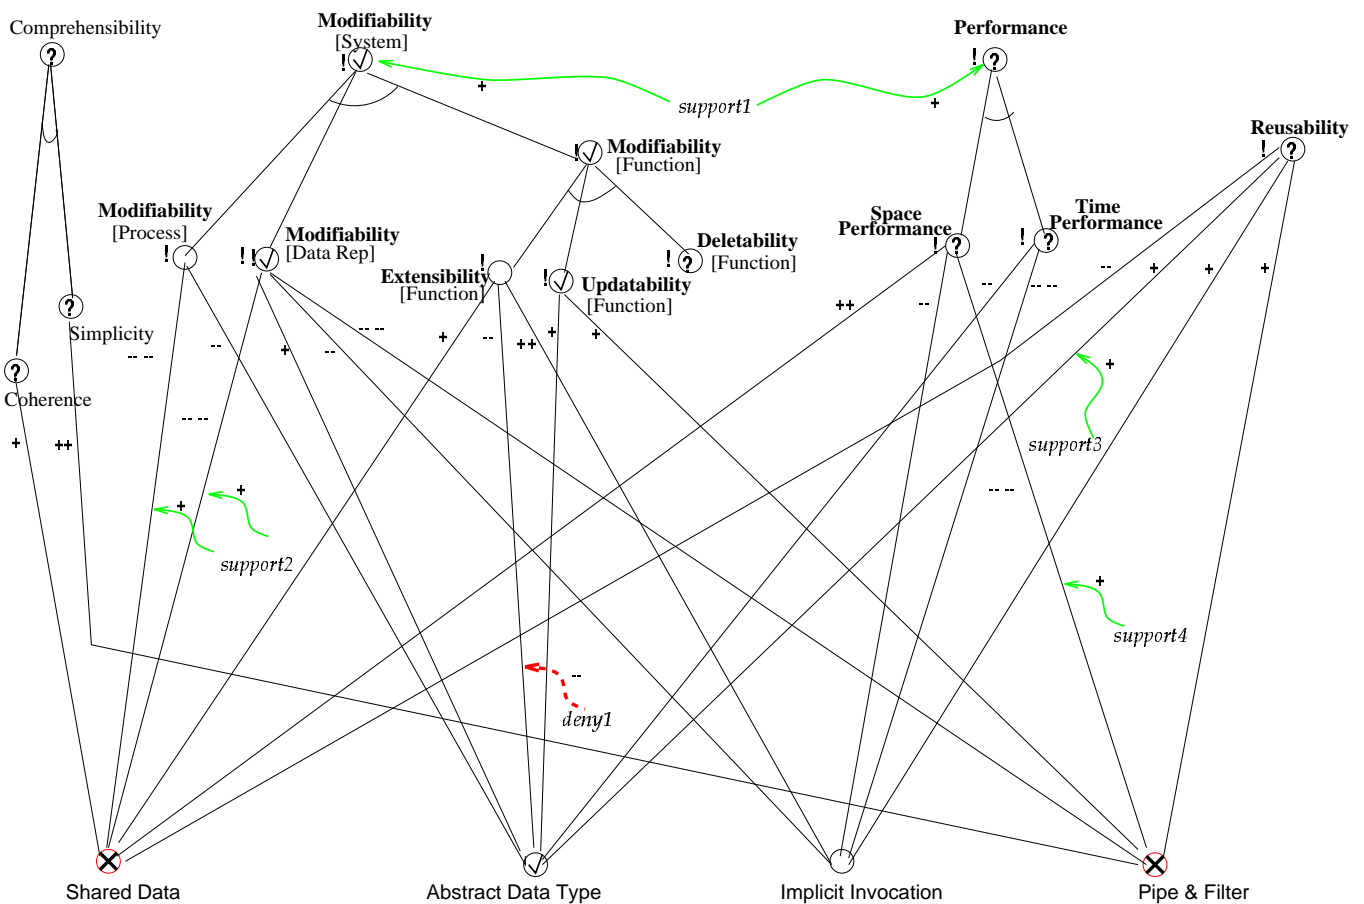 Comprehensibility
Modifiability
[System]
Performance
!
?
!
?
+
support1
+
Reusability
!
?
!
Modifiability
[Function]
Modifiability
[Process]
!
Modifiability
[Data Rep]
!!
Extensibility
[Function]
!
Updatability
[Function]
!
Deletability
[Function]
!
?
Space
Performance
!
?
Time
Performance
!
?
-- + + +
++ -- -- -- --
?
Simplicity
-- -- -- + -- -- -- + -- ++ + +
?
Coherence
+ ++
-- --
+
support3
+ +
support2
-- --
+
support4
--
deny1
Shared Data
Abstract Data Type
Implicit Invocation
Pipe & Filter